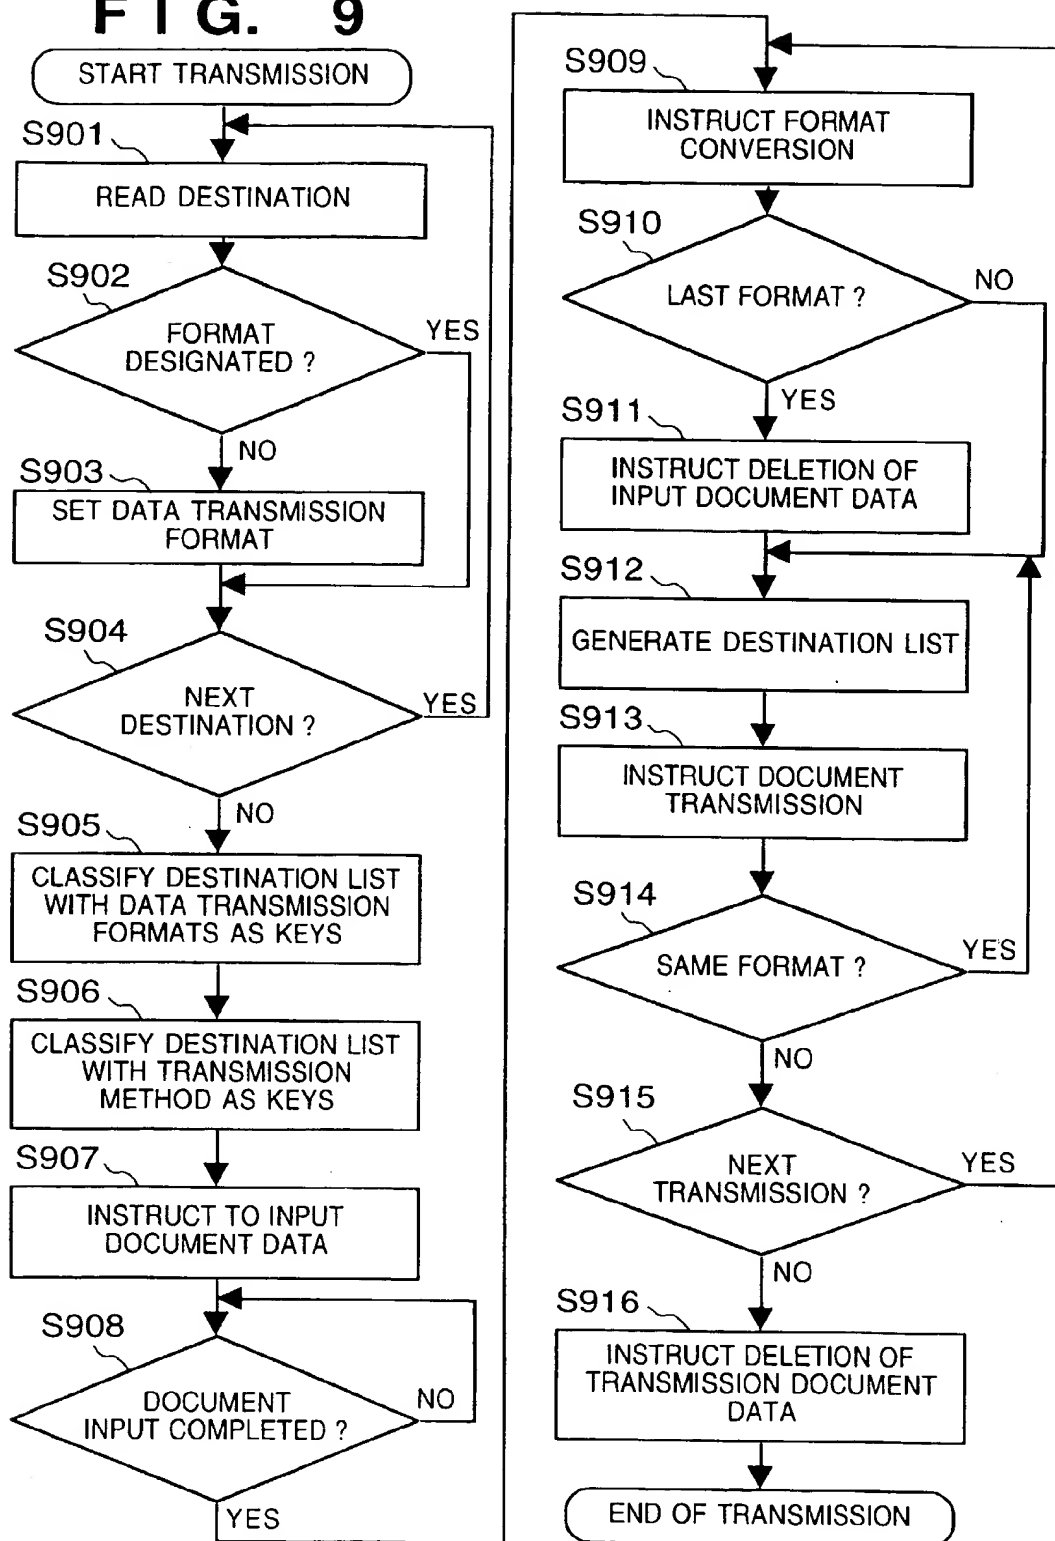 FIG. 9
START TRANSMISSION
S901
READ DESTINATION
S902
FORMAT
DESIGNATED ?
YES
NO
S903
SET DATA TRANSMISSION
FORMAT
S904
NEXT
DESTINATION ?
YES
NO
S905
CLASSIFY DESTINATION LIST
WITH DATA TRANSMISSION
FORMATS AS KEYS
S906
CLASSIFY DESTINATION LIST
WITH TRANSMISSION
METHOD AS KEYS
S907
INSTRUCT TO INPUT
DOCUMENT DATA
S908
DOCUMENT
INPUT COMPLETED ?
NO
YES
S909
INSTRUCT FORMAT
CONVERSION
S910
LAST FORMAT ?
NO
YES
S911
INSTRUCT DELETION OF
INPUT DOCUMENT DATA
S912
GENERATE DESTINATION LIST
S913
INSTRUCT DOCUMENT
TRANSMISSION
S914
SAME FORMAT ?
YES
NO
S915
NEXT
TRANSMISSION ?
YES
NO
S916
INSTRUCT DELETION OF
TRANSMISSION DOCUMENT
DATA
END OF TRANSMISSION